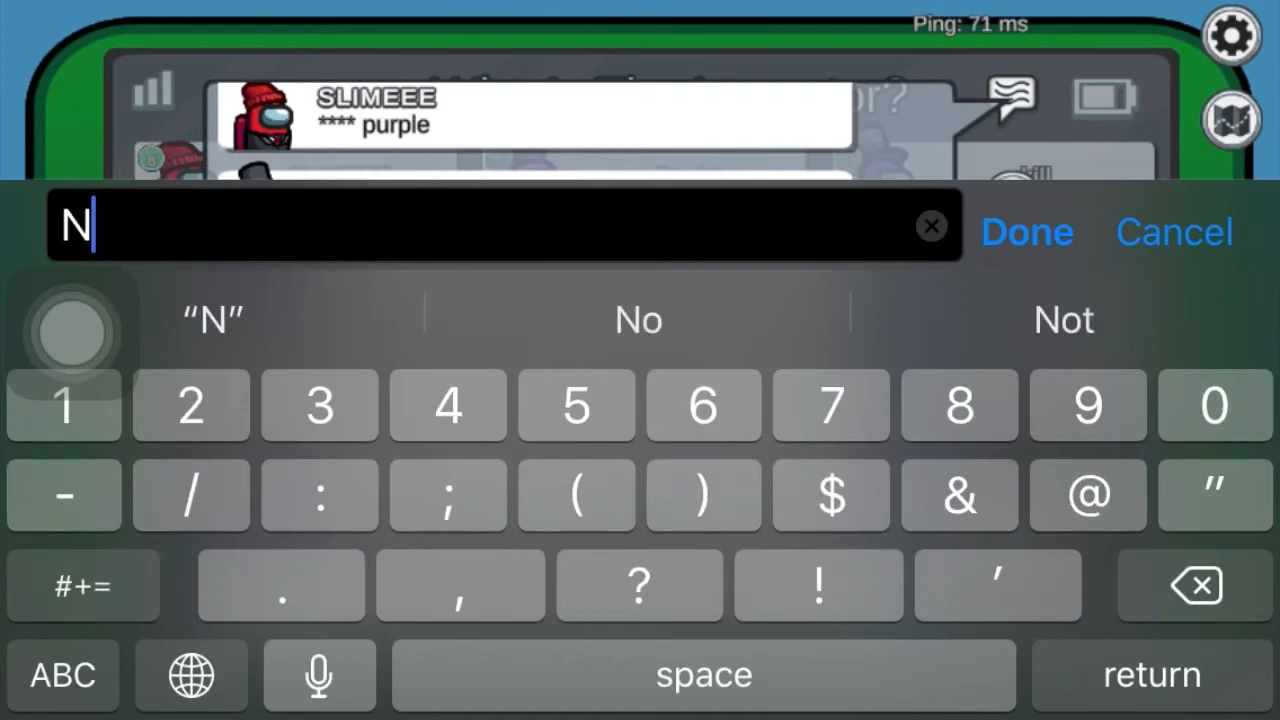 Ping: 71 ms
SLIMEEE
**** purple
kill
N
Done
Cancel
“N”
No
Not
1 2 3 4 5 6 7 8 9 0
- / : ; ( ) $ & @ "
#+= . , ? ! '
ABC space return